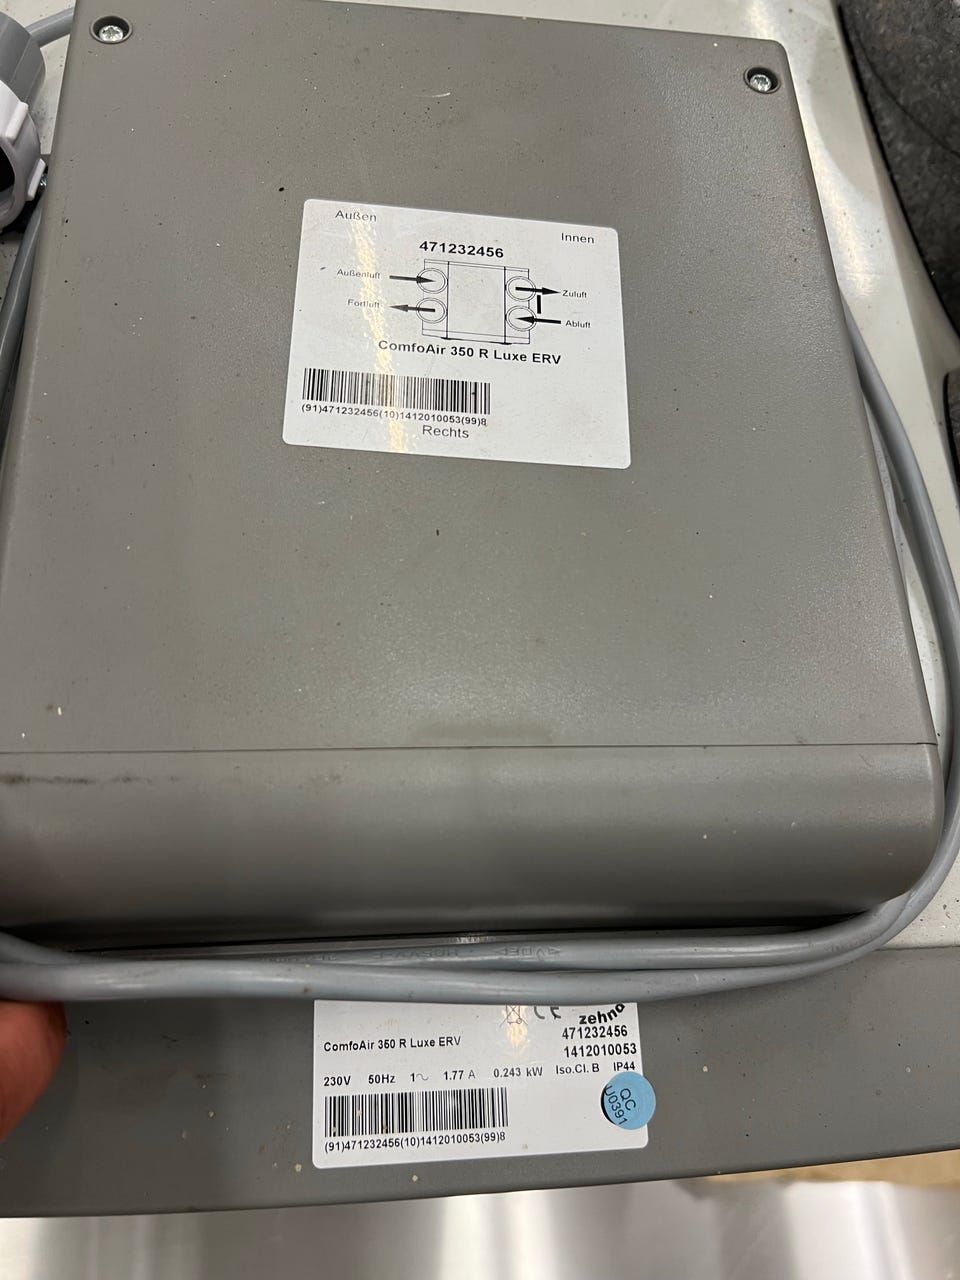 Außen
Innen
471232456
Außenluft
Zuluft
Fortluft
Abluft
ComfoAir 350 R Luxe ERV
(91)471232456(10)1412010053(99)8
Rechts
zehnd
471232456
ComfoAir 350 R Luxe ERV
1412010053
230V 50Hz 1~ 1.77 A 0.243 kW Iso.Cl. B IP44
QC
U0391
(91)471232456(10)1412010053(99)8